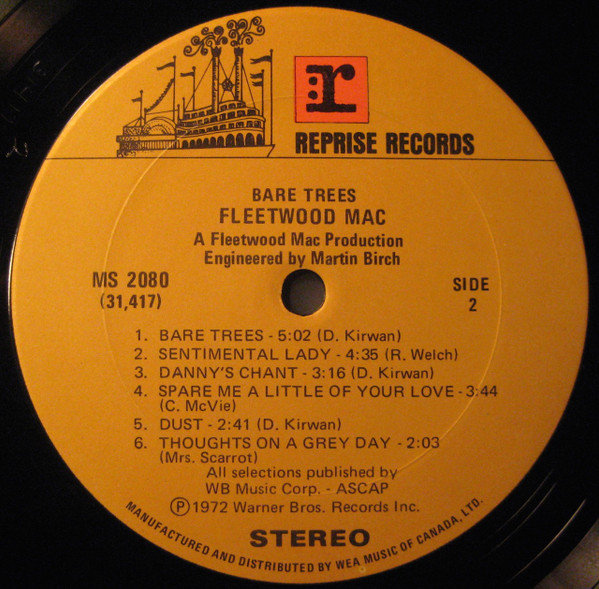 :r
REPRISE RECORDS
BARE TREES
FLEETWOOD MAC
A Fleetwood Mac Production
Engineered by Martin Birch
MS 2080
(31,417)
SIDE
2
1. BARE TREES - 5:02 (D. Kirwan)
2. SENTIMENTAL LADY - 4:35 (R. Welch)
3. DANNY'S CHANT - 3:16 (D. Kirwan)
4. SPARE ME A LITTLE OF YOUR LOVE - 3:44
(C. McVie)
5. DUST - 2:41 (D. Kirwan)
6. THOUGHTS ON A GREY DAY - 2:03
(Mrs. Scarrot)
All selections published by
WB Music Corp. - ASCAP
Ⓟ1972 Warner Bros. Records Inc.
STEREO
MANUFACTURED AND DISTRIBUTED BY WEA MUSIC OF CANADA, LTD.